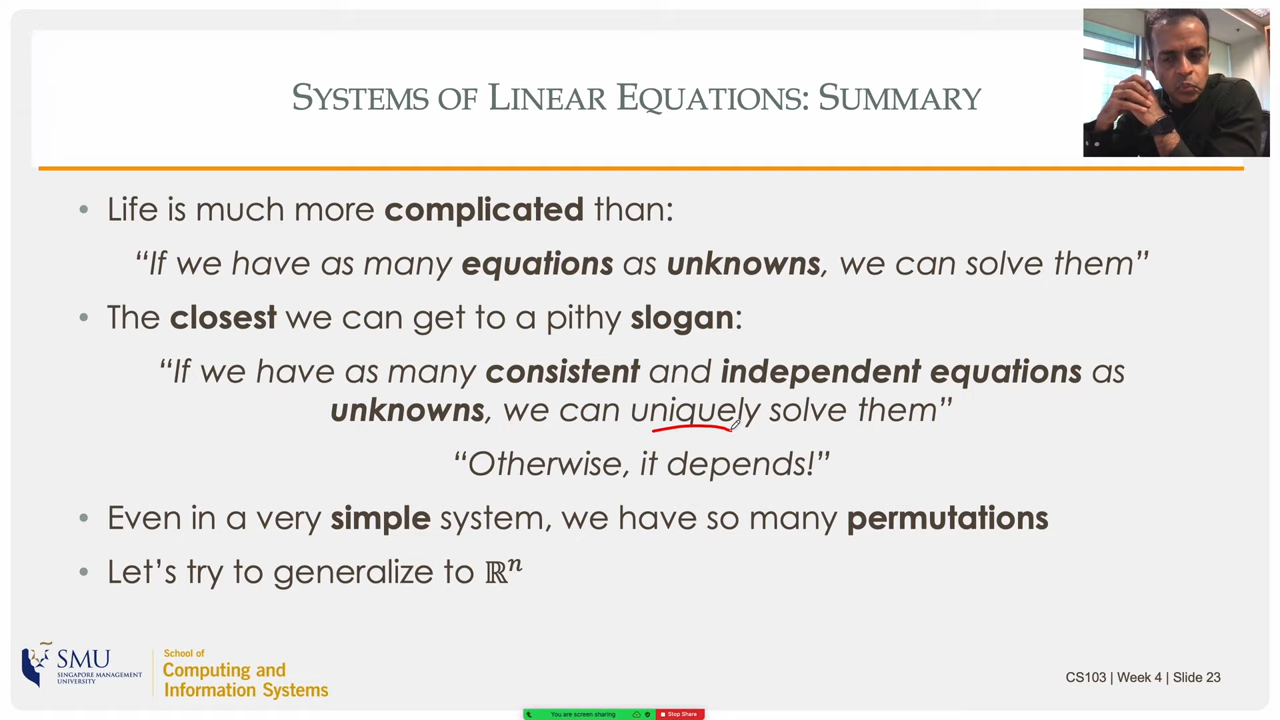 SYSTEMS OF LINEAR EQUATIONS: SUMMARY
• Life is much more complicated than:
“If we have as many equations as unknowns, we can solve them”
• The closest we can get to a pithy slogan:
“If we have as many consistent and independent equations as
unknowns, we can uniquely solve them”
“Otherwise, it depends!”
• Even in a very simple system, we have so many permutations
• Let’s try to generalize to ℝⁿ
SMU
SINGAPORE MANAGEMENT
UNIVERSITY
School of
Computing and
Information Systems
CS103 | Week 4 | Slide 23
You are screen sharing
Stop Share